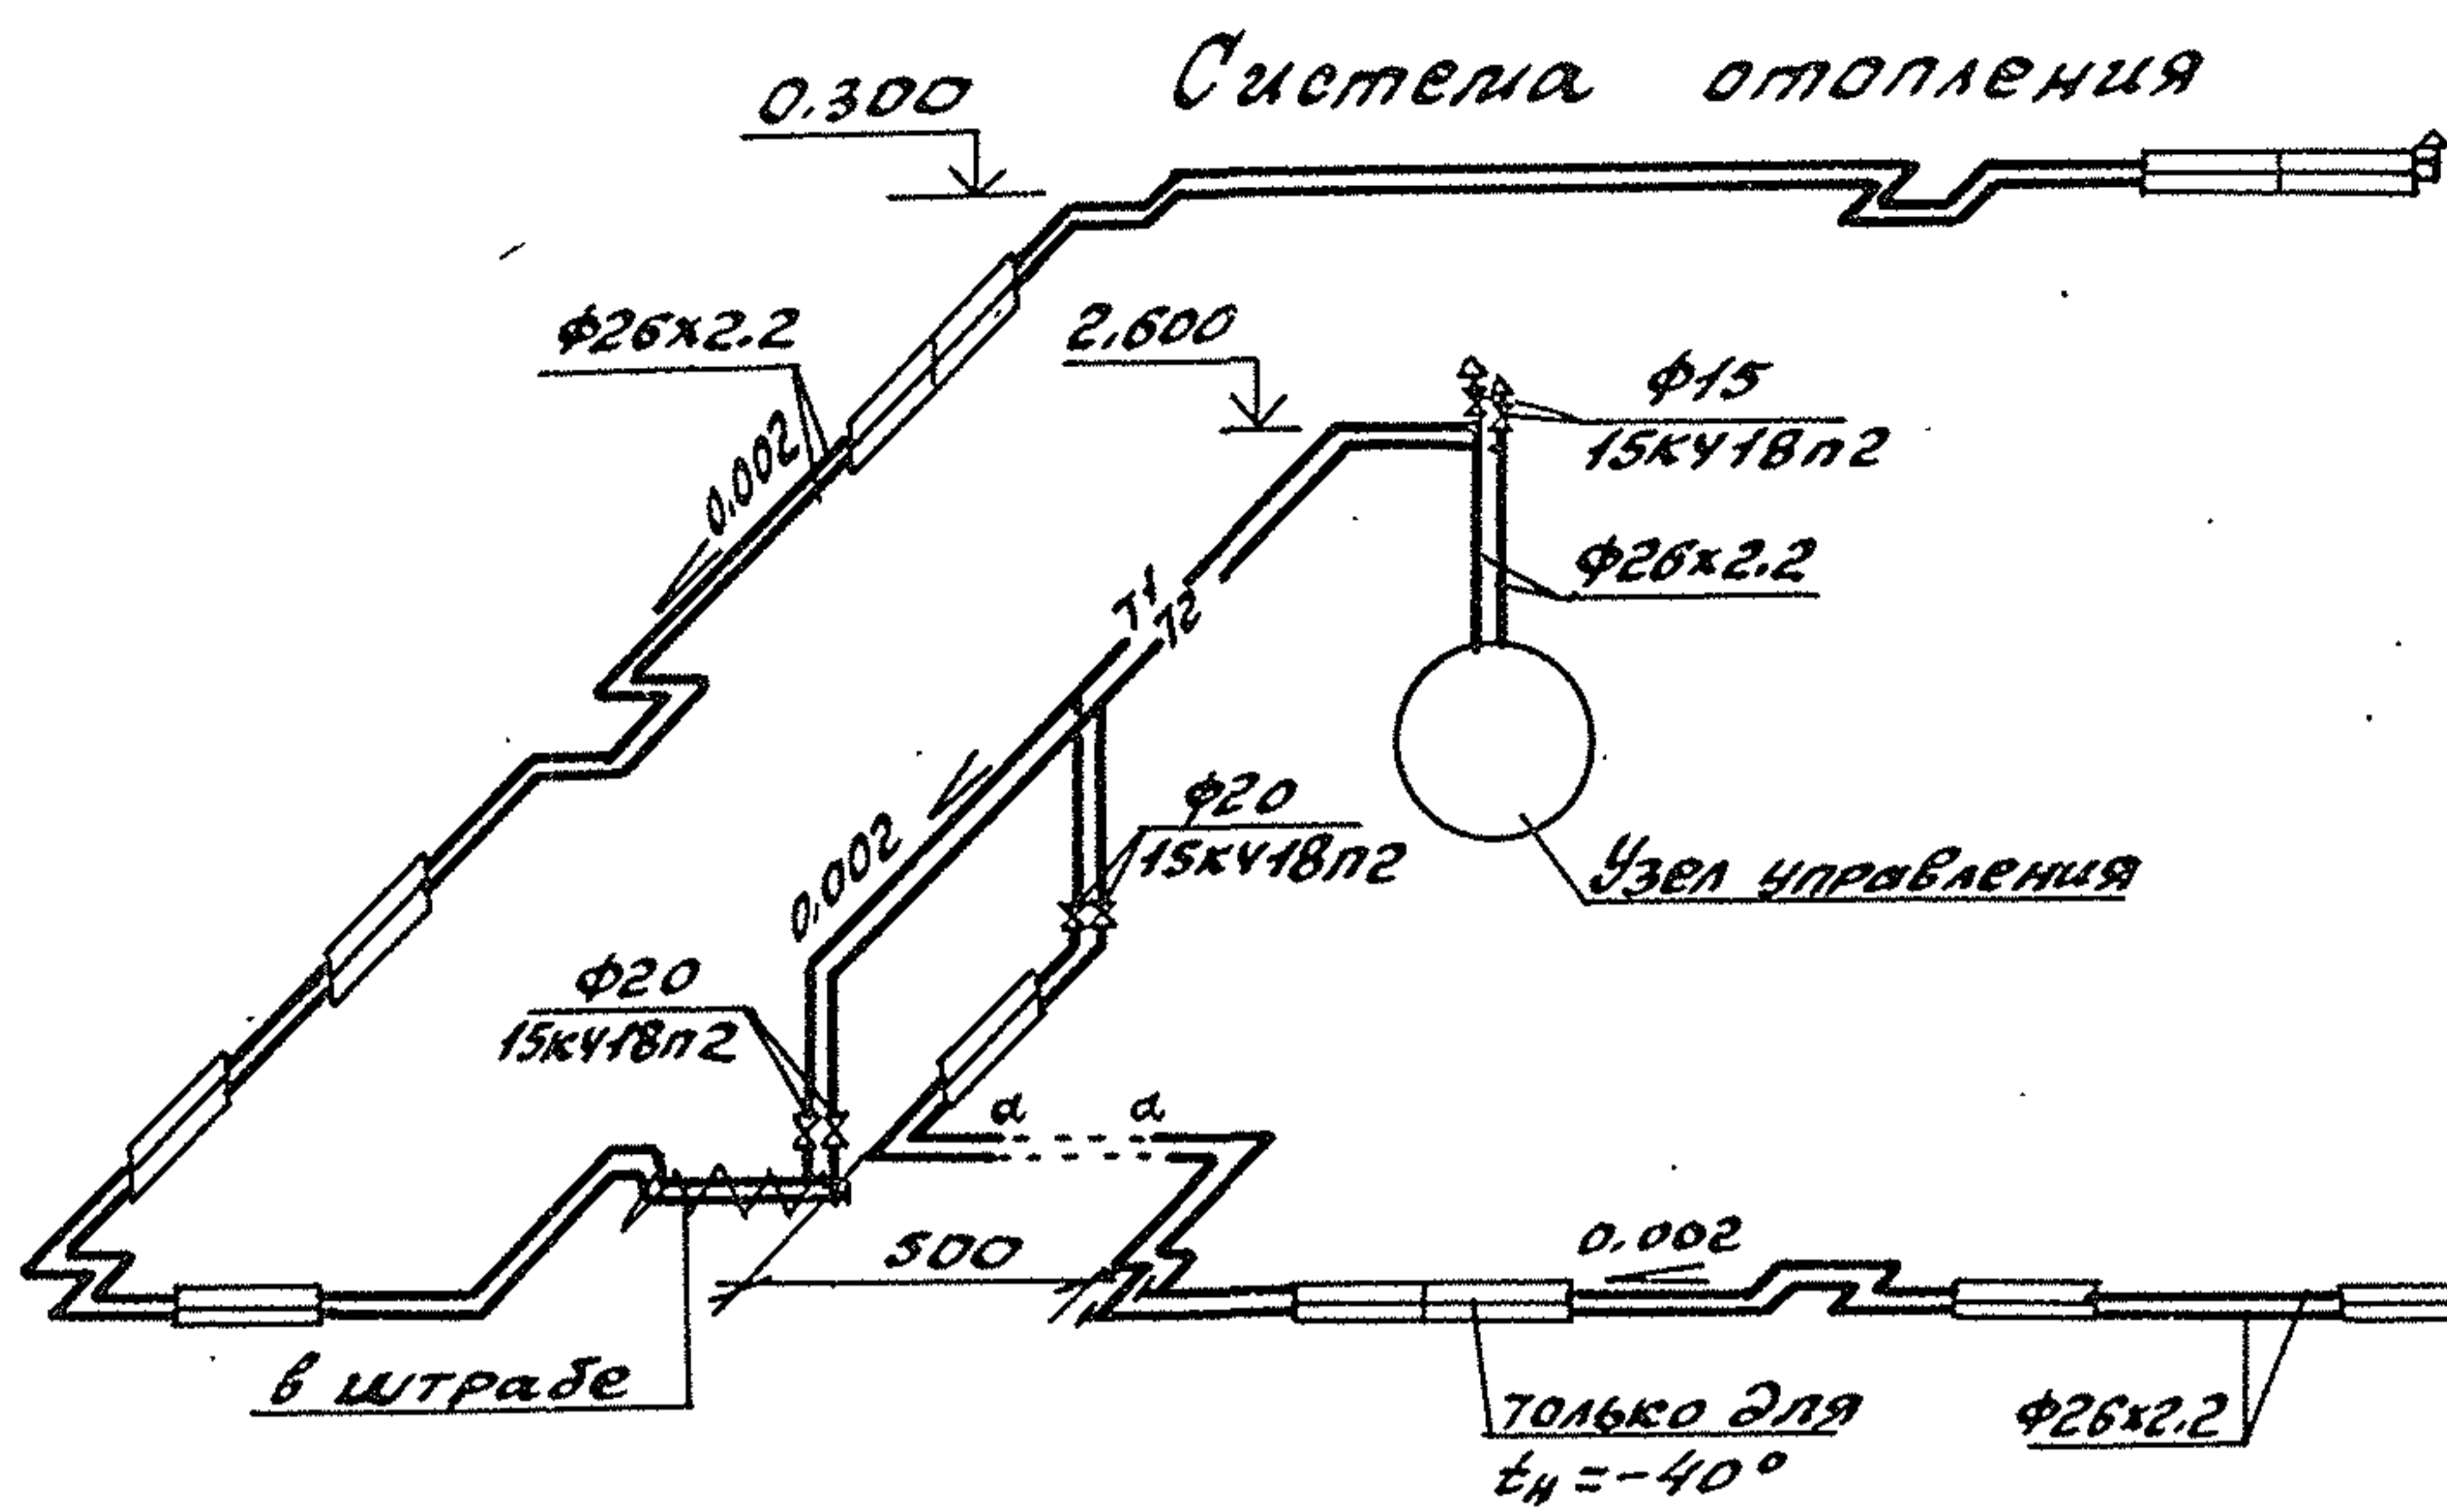 Система отопления
0.300
ф26х2.2
2.600
ф15
15кч18п2
0.002
ф26х2.2
Т1
Т2
ф20
15кч18п2
Узел управления
0.002
ф20
15кч18п2
а а
500
0.002
в штрабе
только для
tн=-40°
ф26х2.2